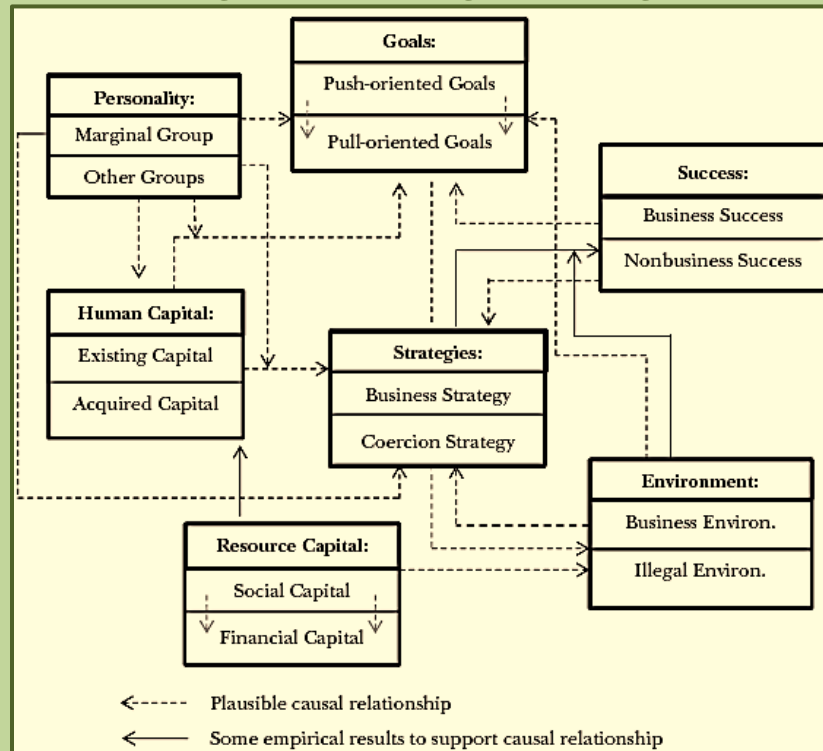 Goals:
Push-oriented Goals
Pull-oriented Goals
Personality:
Marginal Group
Other Groups
Success:
Business Success
Nonbusiness Success
Human Capital:
Existing Capital
Acquired Capital
Strategies:
Business Strategy
Coercion Strategy
Environment:
Business Environ.
Illegal Environ.
Resource Capital:
Social Capital
Financial Capital
Plausible causal relationship
Some empirical results to support causal relationship